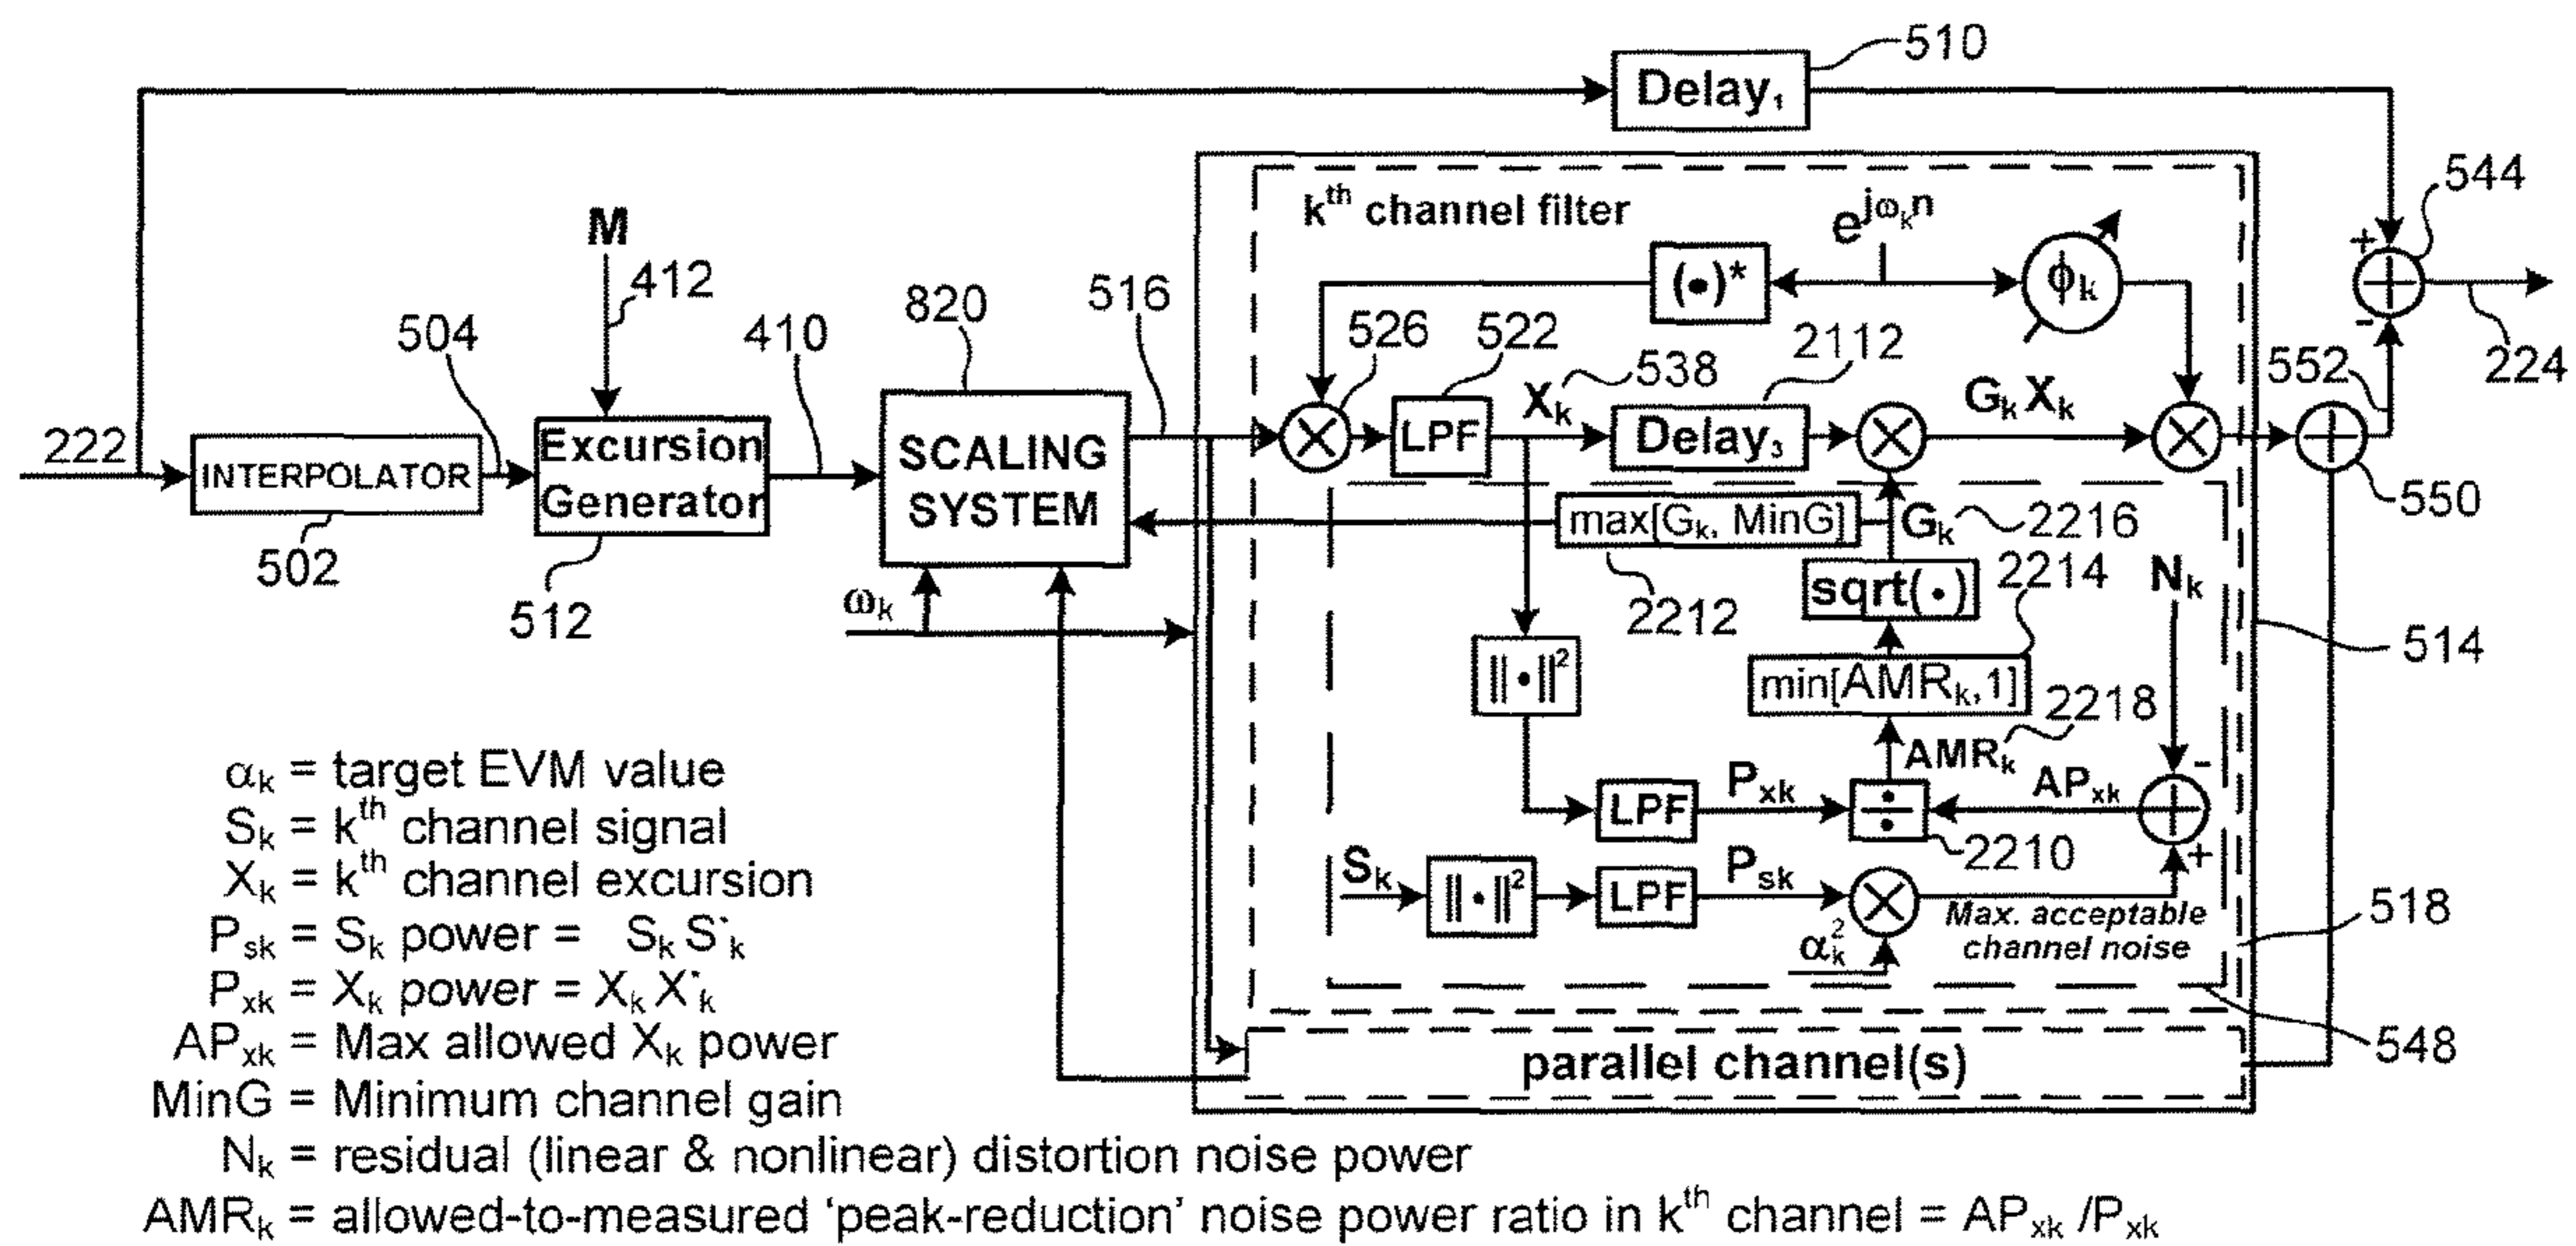 510
Delay₁
544
kᵗʰ channel filter
e^jωₖn
M
(•)*
ϕₖ
412
+
-
820
516
526
522
Xₖ
538
2112
552
224
504
410
222
INTERPOLATOR
Excursion
Generator
SCALING
SYSTEM
LPF
Delay₃
GₖXₖ
550
502
512
ωₖ
max[Gₖ, MinG]
Gₖ
2216
2212
sqrt(•)
2214
Nₖ
514
||•||²
min[AMRₖ,1]
2218
AMRₖ
-
LPF
Pxk
÷
APxk
2210
+
Sₖ
||•||²
LPF
Psk
αₖ²
Max. acceptable
channel noise
518
548
parallel channel(s)
αₖ = target EVM value
Sₖ = kᵗʰ channel signal
Xₖ = kᵗʰ channel excursion
Psk = Sₖ power = Sₖ S*ₖ
Pxk = Xₖ power = Xₖ X*ₖ
APxk = Max allowed Xₖ power
MinG = Minimum channel gain
Nₖ = residual (linear & nonlinear) distortion noise power
AMRₖ = allowed-to-measured ‘peak-reduction’ noise power ratio in kᵗʰ channel = APxk /Pxk